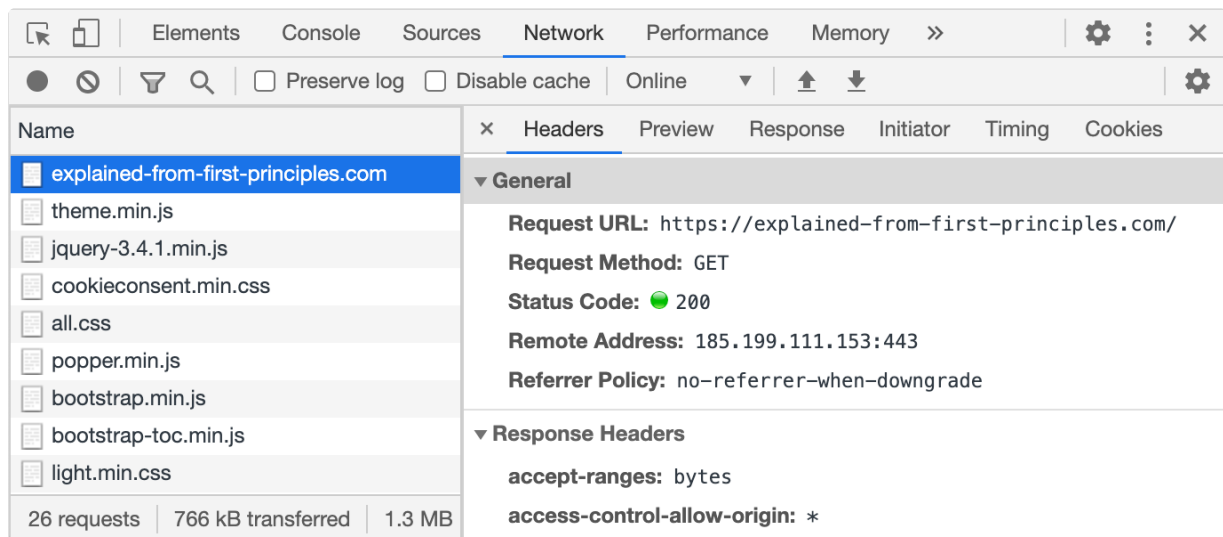 Elements Console Sources Network Performance Memory »
Preserve log Disable cache Online ▼
Name
explained-from-first-principles.com
theme.min.js
jquery-3.4.1.min.js
cookieconsent.min.css
all.css
popper.min.js
bootstrap.min.js
bootstrap-toc.min.js
light.min.css
26 requests 766 kB transferred 1.3 MB
× Headers Preview Response Initiator Timing Cookies
▼ General
Request URL: https://explained-from-first-principles.com/
Request Method: GET
Status Code: 200
Remote Address: 185.199.111.153:443
Referrer Policy: no-referrer-when-downgrade
▼ Response Headers
accept-ranges: bytes
access-control-allow-origin: *